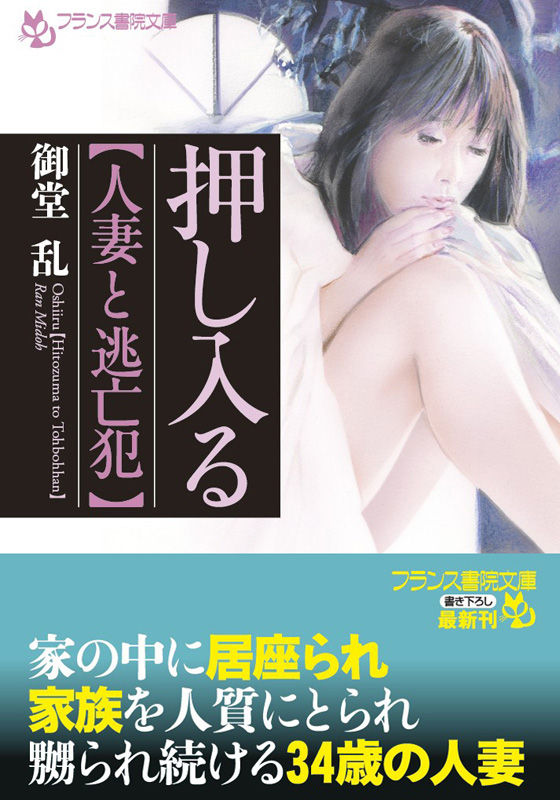 フランス書院文庫
押し入る
【人妻と逃亡犯】
御堂 乱
Oshiiru【Hitozuma to Tohbohhan】
Ran Midoh
フランス書院文庫
書き下ろし
最新刊
家の中に居座られ
家族を人質にとられ
嬲られ続ける34歳の人妻